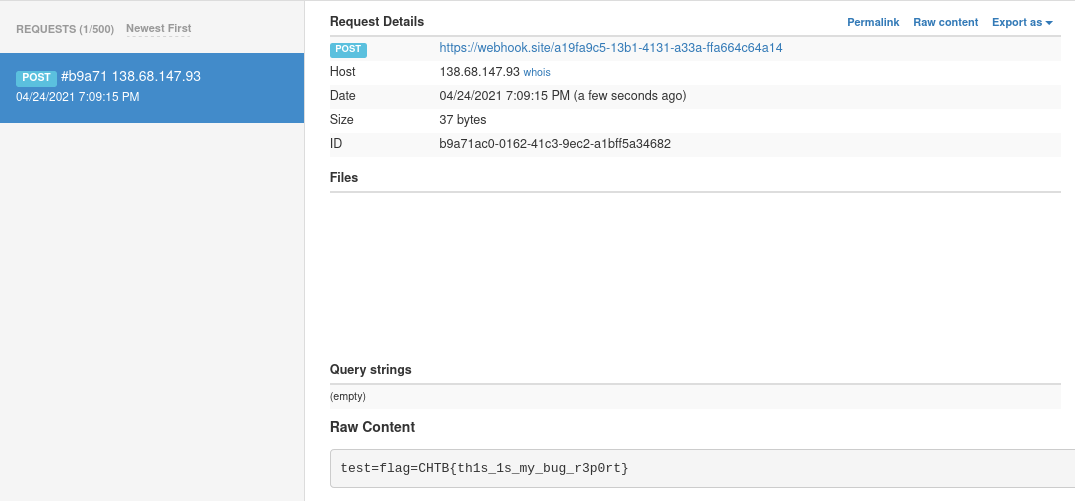 REQUESTS (1/500) Newest First
POST #b9a71 138.68.147.93
04/24/2021 7:09:15 PM
Request Details Permalink Raw content Export as
POST https://webhook.site/a19fa9c5-13b1-4131-a33a-ffa664c64a14
Host 138.68.147.93 whois
Date 04/24/2021 7:09:15 PM (a few seconds ago)
Size 37 bytes
ID b9a71ac0-0162-41c3-9ec2-a1bff5a34682
Files
Query strings
(empty)
Raw Content
test=flag=CHTB{th1s_1s_my_bug_r3p0rt}